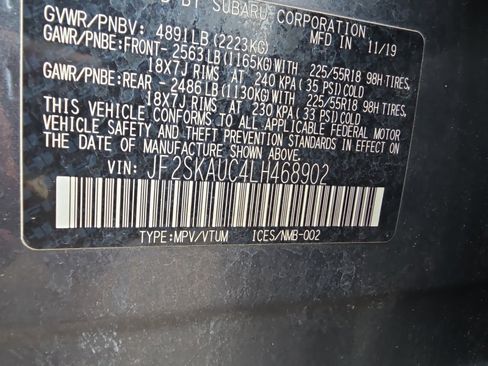 D BY SUBARU CORPORATION
GVWR/PNBV: 4891LB(2223KG) MFD IN 11/19
GAWR/PNBE:FRONT- 2563LB(1165KG)WITH 225/55R18 98H TIRES,
18X7J RIMS AT 240 KPA( 35 PSI)COLD
GAWR/PNBE:REAR - 2486LB(1130KG)WITH 225/55R18 98H TIRES,
18X7J RIMS AT 230 KPA( 33 PSI)COLD
THIS VEHICLE CONFORMS TO ALL APPLICABLE FEDERAL MOTOR
VEHICLE SAFETY AND THEFT PREVENTION STANDARDS IN EFFECT
ON THE DATE OF MANUFACTURE SHOWN ABOVE.
VIN: JF2SKAUC4LH468902
TYPE:MPV/VTUM ICES/NMB-002